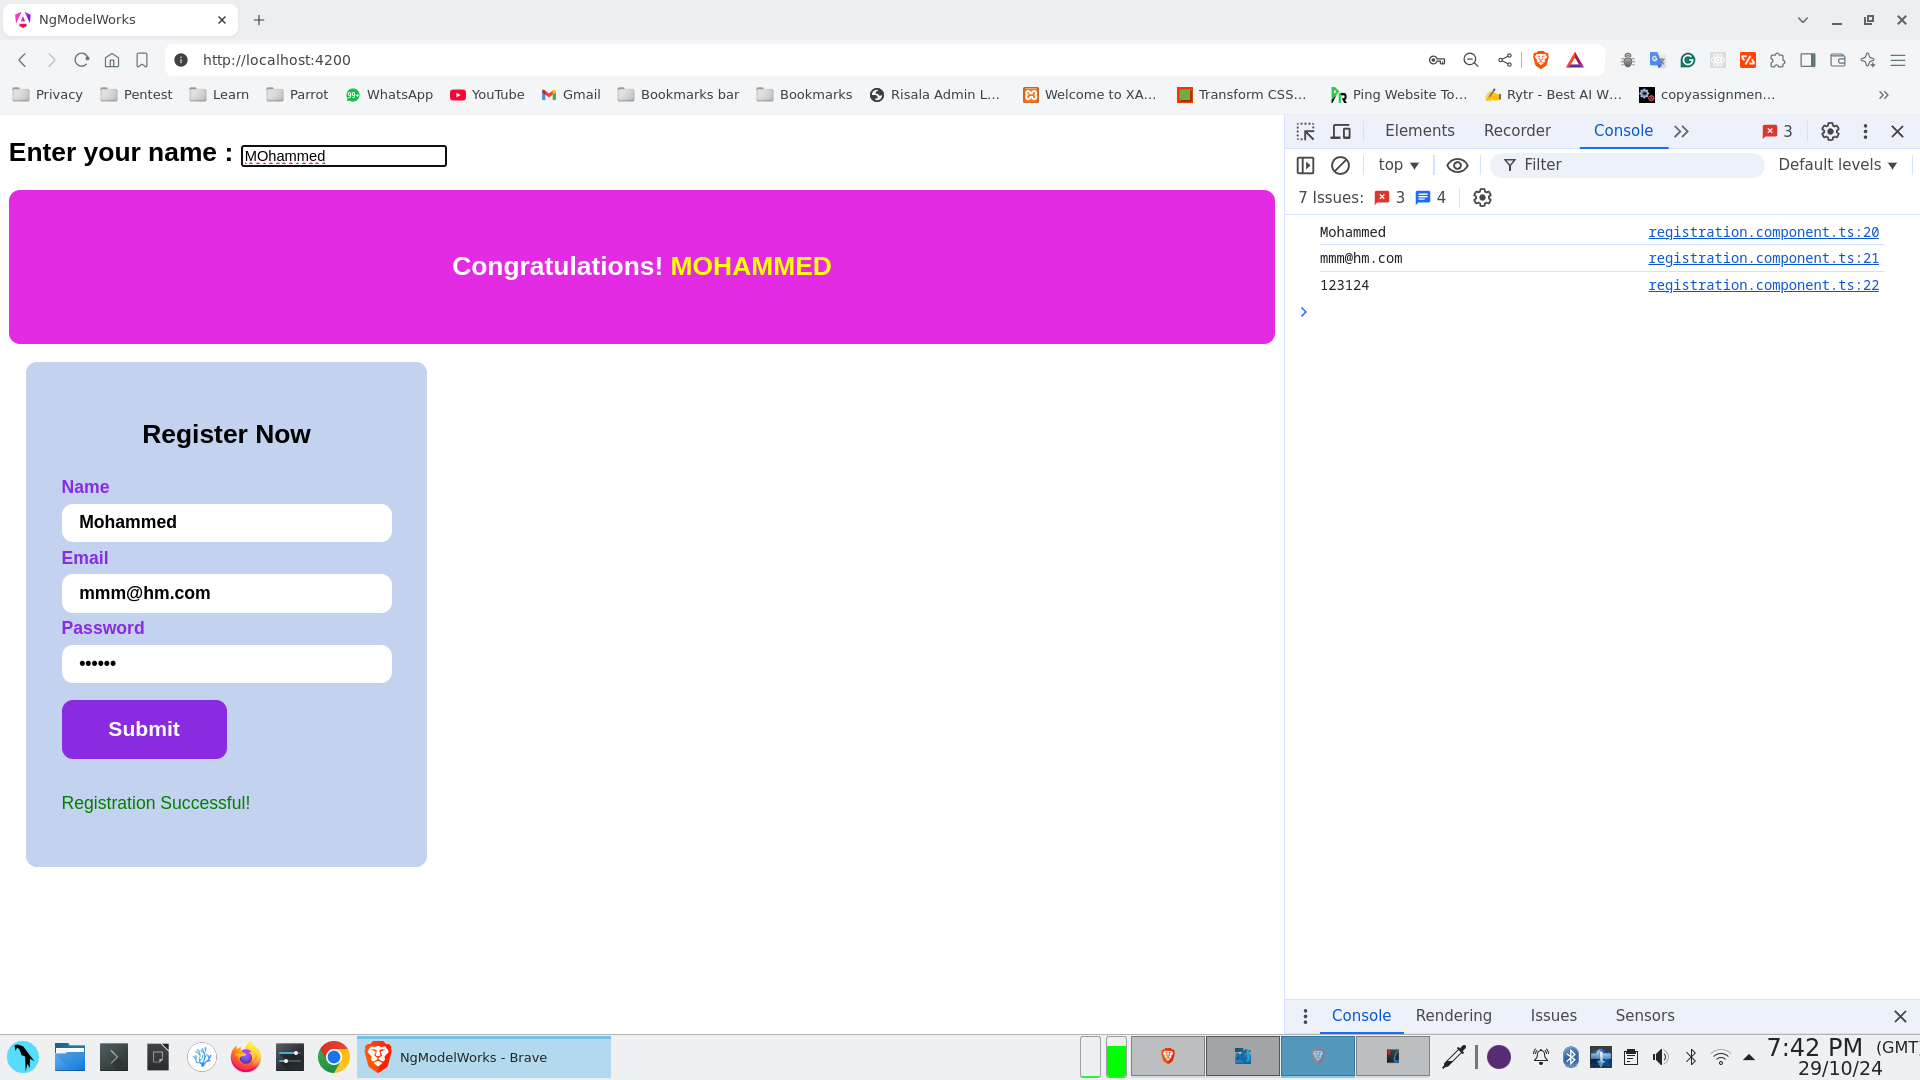 NgModelWorks
http://localhost:4200
Privacy Pentest Learn Parrot WhatsApp YouTube Gmail Bookmarks bar Bookmarks Risala Admin L... Welcome to XA... Transform CSS... Ping Website To... Rytr - Best AI W... copyassignmen...
Enter your name : MOhammed
Congratulations! MOHAMMED
Register Now
Name
Mohammed
Email
mmm@hm.com
Password
••••••
Submit
Registration Successful!
Elements Recorder Console 3
top Filter Default levels
7 Issues: 3 4
Mohammed registration.component.ts:20
mmm@hm.com registration.component.ts:21
123124 registration.component.ts:22
Console Rendering Issues Sensors
NgModelWorks - Brave
7:42 PM (GMT
29/10/24